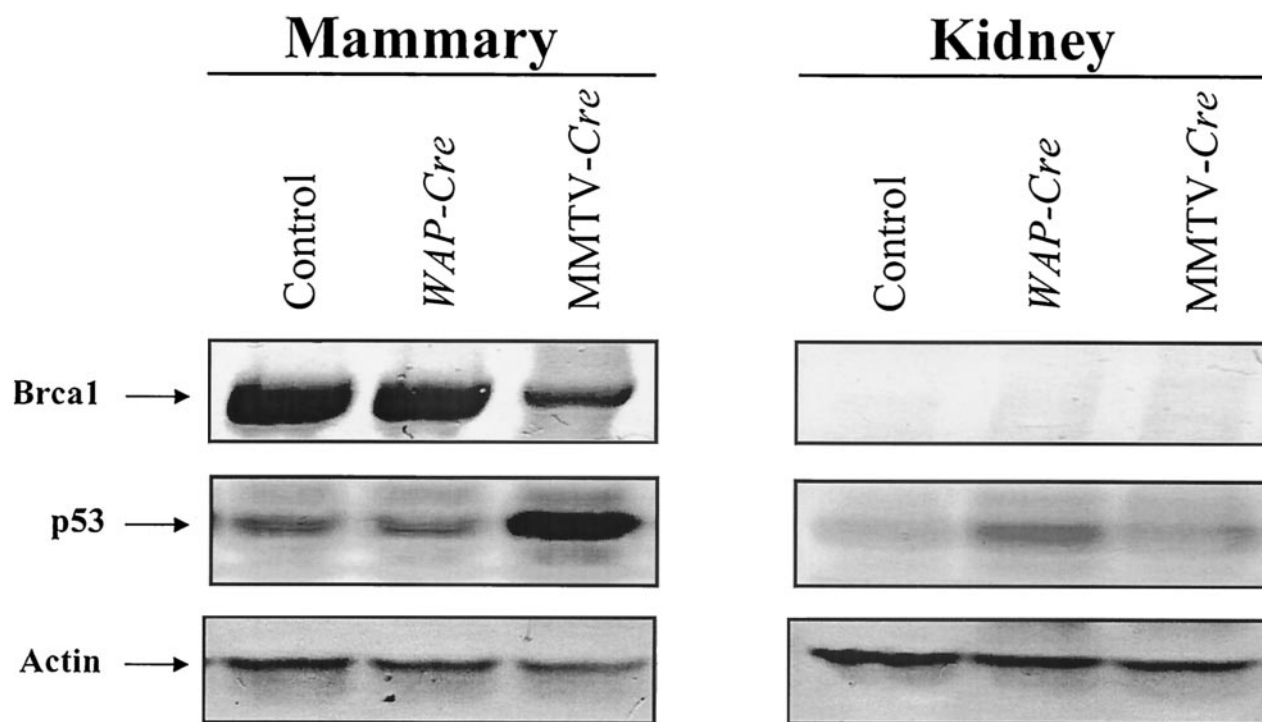 Mammary
Kidney
Control
WAP-Cre
MMTV-Cre
Control
WAP-Cre
MMTV-Cre
Brca1
p53
Actin